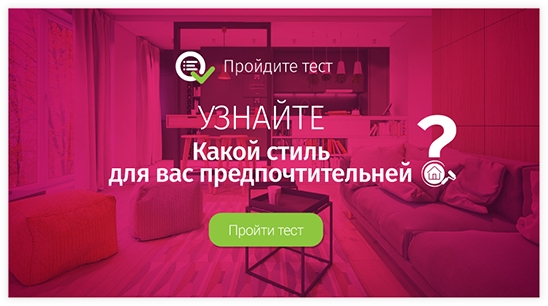 Пройдите тест
УЗНАЙТЕ
Какой стиль
для вас предпочтительней
?
Пройти тест